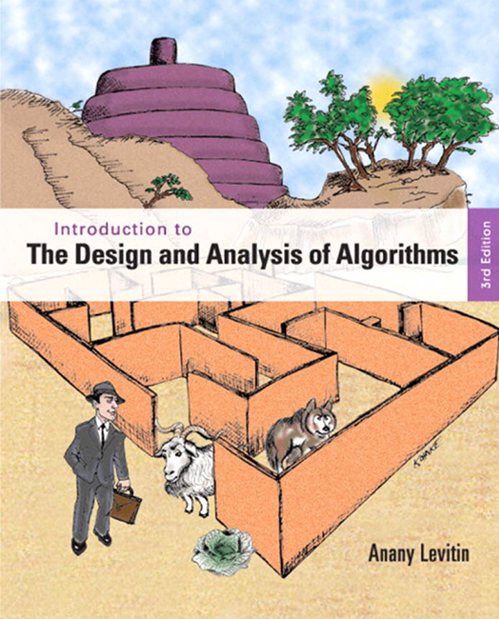 Introduction to
The Design and Analysis of Algorithms
3rd Edition
Anany Levitin